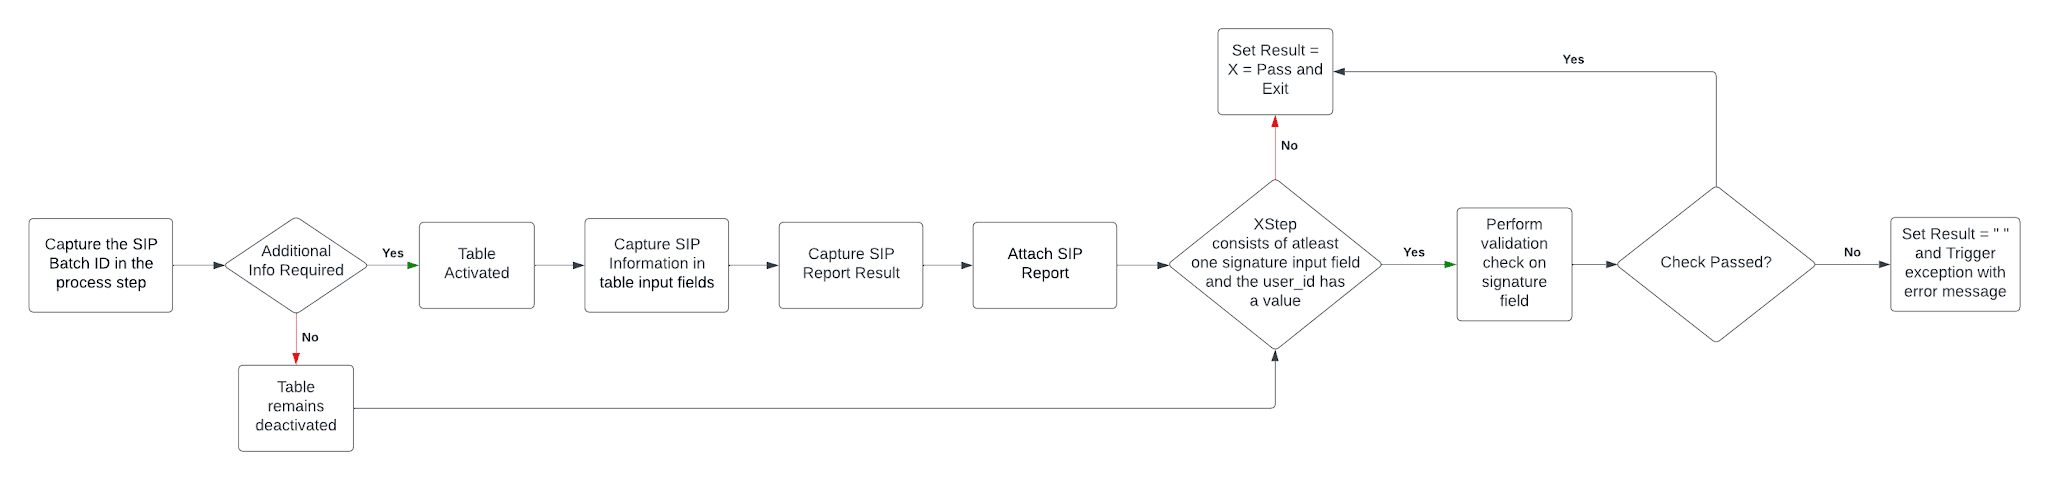 Capture the SIP
Batch ID in the
process step
Additional
Info Required
Yes
No
Table
remains
deactivated
Table
Activated
Capture SIP
Information in
table input fields
Capture SIP
Report Result
Attach SIP
Report
XStep
consists of atleast
one signature input field
and the user_id has
a value
No
Set Result =
X = Pass and
Exit
Yes
Perform
validation
check on
signature
field
Check Passed?
Yes
No
Set Result = " "
and Trigger
exception with
error message